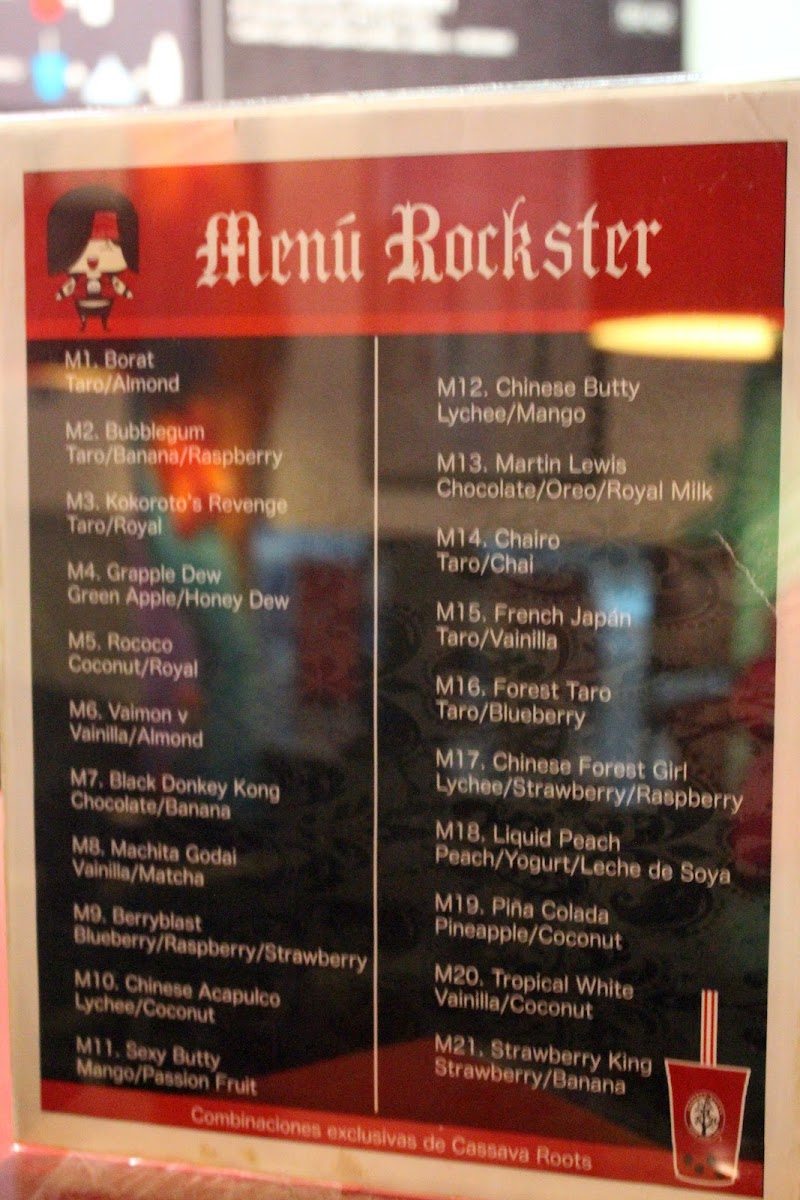 Menú Rockster
M1. Borat
Taro/Almond
M2. Bubblegum
Taro/Banana/Raspberry
M3. Kokoroto's Revenge
Taro/Royal
M4. Grapple Dew
Green Apple/Honey Dew
M5. Rococo
Coconut/Royal
M6. Vaimon v
Vainilla/Almond
M7. Black Donkey Kong
Chocolate/Banana
M8. Machita Godai
Vainilla/Matcha
M9. Berryblast
Blueberry/Raspberry/Strawberry
M10. Chinese Acapulco
Lychee/Coconut
M11. Sexy Butty
Mango/Passion Fruit
M12. Chinese Butty
Lychee/Mango
M13. Martin Lewis
Chocolate/Oreo/Royal Milk
M14. Chairo
Taro/Chai
M15. French Japán
Taro/Vainilla
M16. Forest Taro
Taro/Blueberry
M17. Chinese Forest Girl
Lychee/Strawberry/Raspberry
M18. Liquid Peach
Peach/Yogurt/Leche de Soya
M19. Piña Colada
Pineapple/Coconut
M20. Tropical White
Vainilla/Coconut
M21. Strawberry King
Strawberry/Banana
Combinaciones exclusivas de Cassava Roots